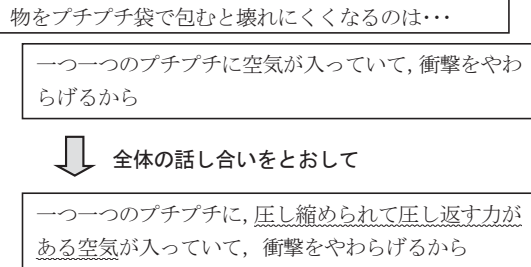 物をプチプチ袋で包むと壊れにくくなるのは･･･
一つ一つのプチプチに空気が入っていて，衝撃をやわ
らげるから
全体の話し合いをとおして
一つ一つのプチプチに，圧し縮められて圧し返す力が
ある空気が入っていて，衝撃をやわらげるから